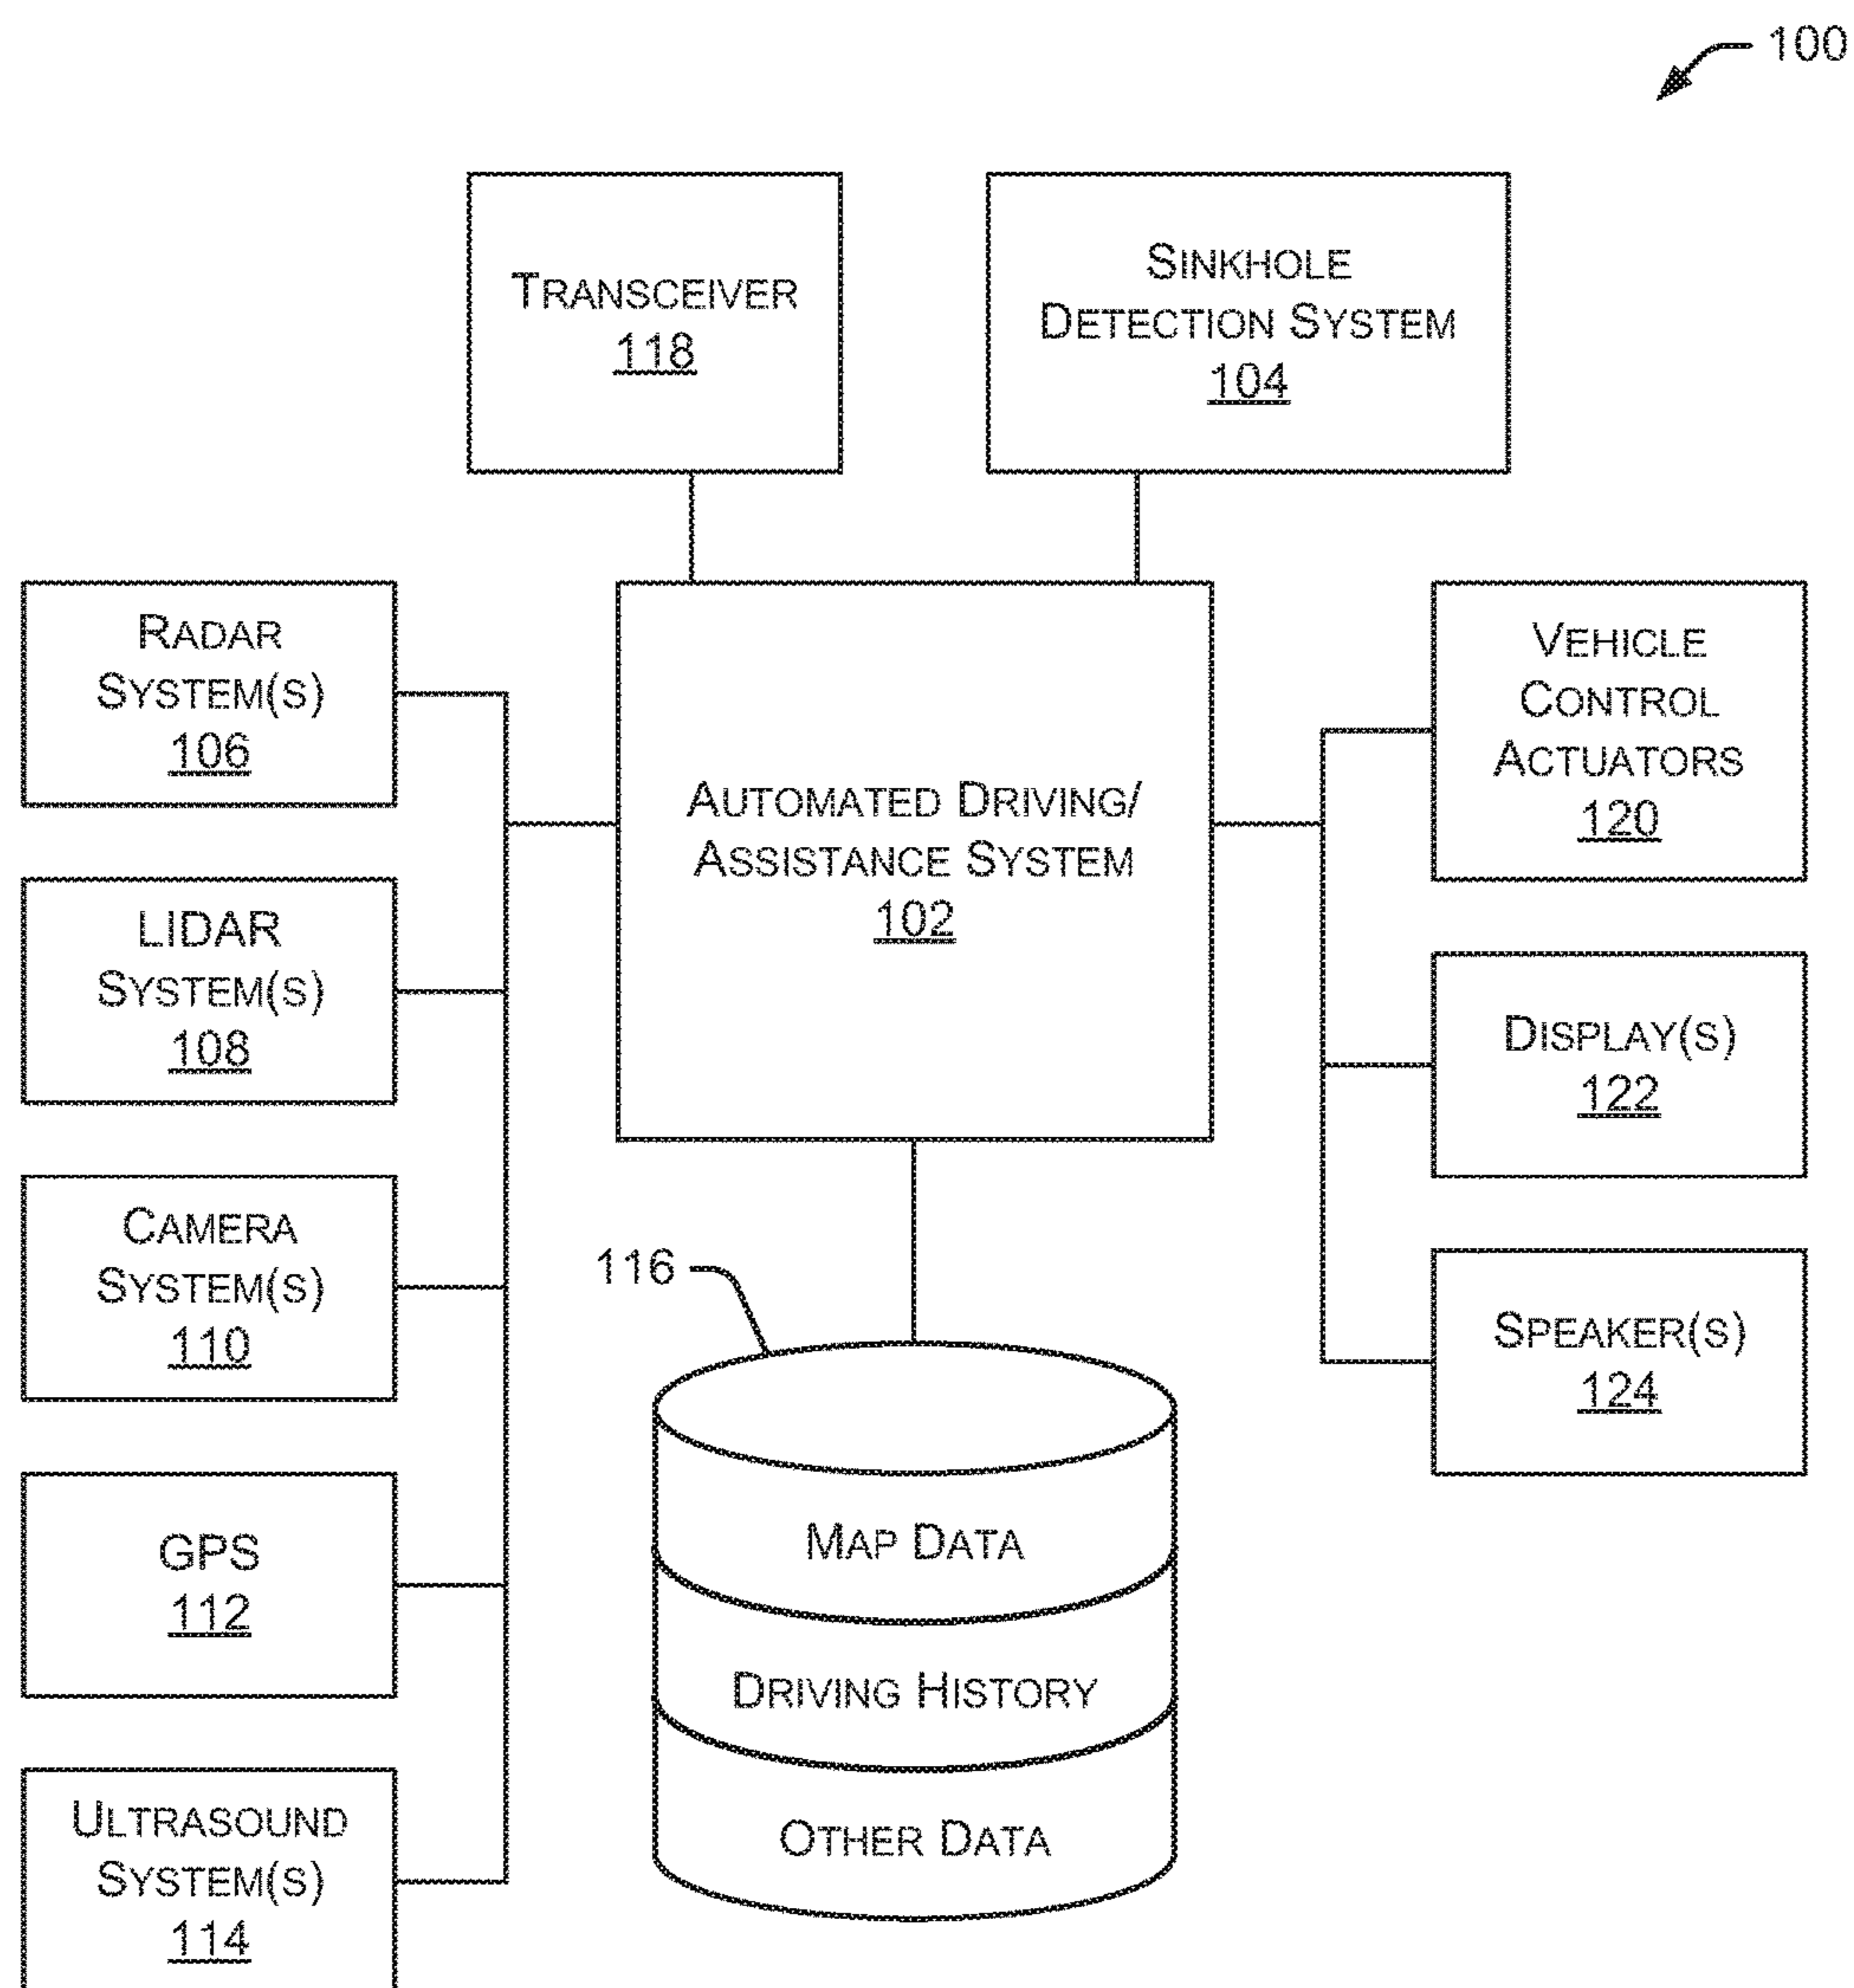 100
TRANSCEIVER
118
SINKHOLE
DETECTION SYSTEM
104
RADAR
SYSTEM(S)
106
LIDAR
SYSTEM(S)
108
CAMERA
SYSTEM(S)
110
GPS
112
ULTRASOUND
SYSTEM(S)
114
AUTOMATED DRIVING/
ASSISTANCE SYSTEM
102
116
MAP DATA
DRIVING HISTORY
OTHER DATA
VEHICLE
CONTROL
ACTUATORS
120
DISPLAY(S)
122
SPEAKER(S)
124